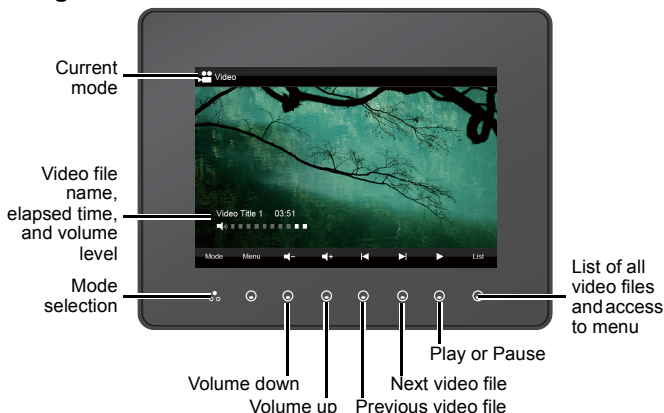 Current
mode
Video
Video file
name,
elapsed time,
and volume
level
Video Title 1 03:51
Mode Menu List
Mode
selection
List of all
video files
and access
to menu
Play or Pause
Volume down Next video file
Volume up Previous video file